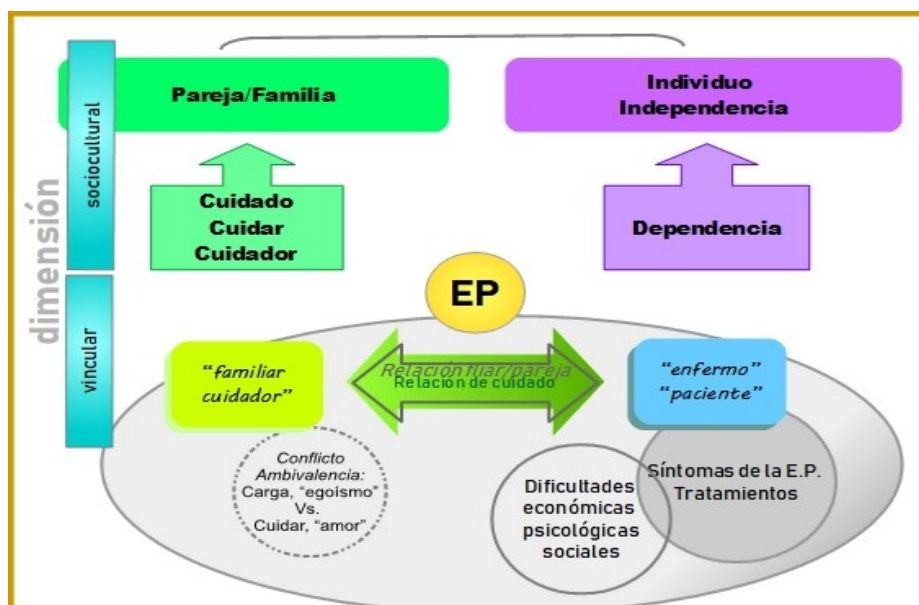 dimensión
sociocultural
vincular
Pareja/Familia
Individuo
Independencia
Cuidado
Cuidar
Cuidador
Dependencia
EP
“familiar
cuidador”
Relación fliar/pareja
Relación de cuidado
“enfermo”
“paciente”
Conflicto
Ambivalencia:
Carga, “egoísmo”
Vs.
Cuidar, “amor”
Dificultades
económicas
psicológicas
sociales
Síntomas de la E.P.
Tratamientos